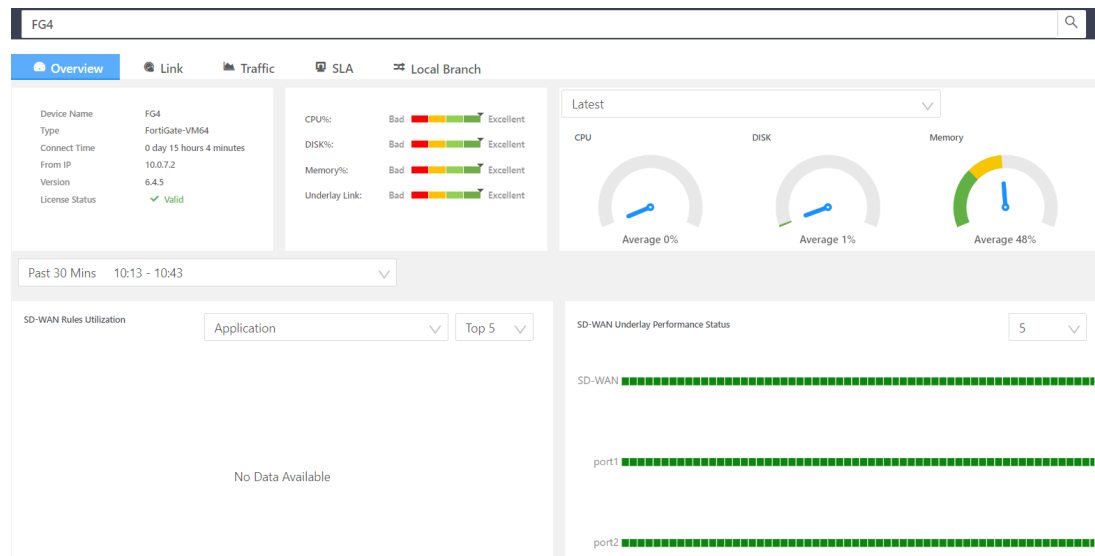 FG4
Overview Link Traffic SLA Local Branch
Device Name FG4
Type FortiGate-VM64
Connect Time 0 day 15 hours 4 minutes
From IP 10.0.7.2
Version 6.4.5
License Status Valid
CPU%: Bad Excellent
DISK%: Bad Excellent
Memory%: Bad Excellent
Underlay Link: Bad Excellent
Latest
CPU DISK Memory
Average 0% Average 1% Average 48%
Past 30 Mins 10:13 - 10:43
SD-WAN Rules Utilization Application Top 5
No Data Available
SD-WAN Underlay Performance Status 5
SD-WAN
port1
port2